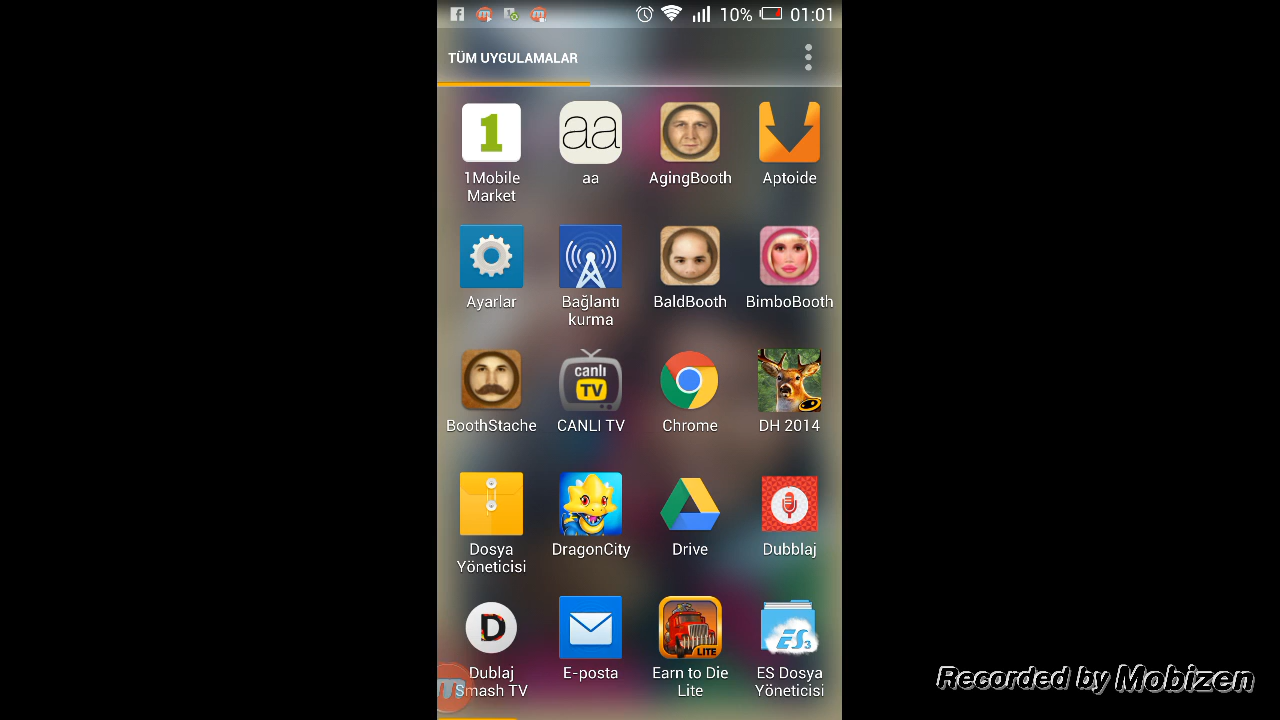 10% 01:01
TÜM UYGULAMALAR
1
aa
1Mobile
Market
aa
AgingBooth
Aptoide
Ayarlar
Bağlantı
kurma
BaldBooth
BimboBooth
canlı
TV
BoothStache
CANLI TV
Chrome
DH 2014
Dosya
Yöneticisi
DragonCity
Drive
Dubblaj
D
LITE
ES3
Dublaj
Smash TV
E-posta
Earn to Die
Lite
ES Dosya
Yöneticisi
Recorded by Mobizen